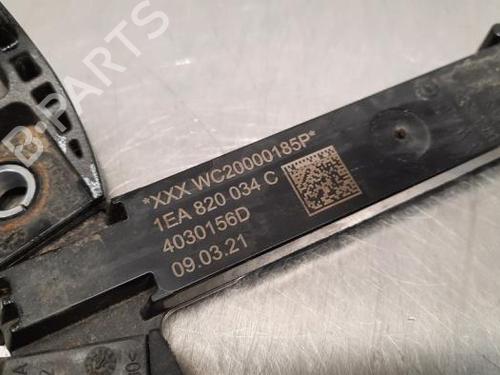 B-PARTS
*XXX WC20000185P*
1EA 820 034 C
4030156D
09.03.21